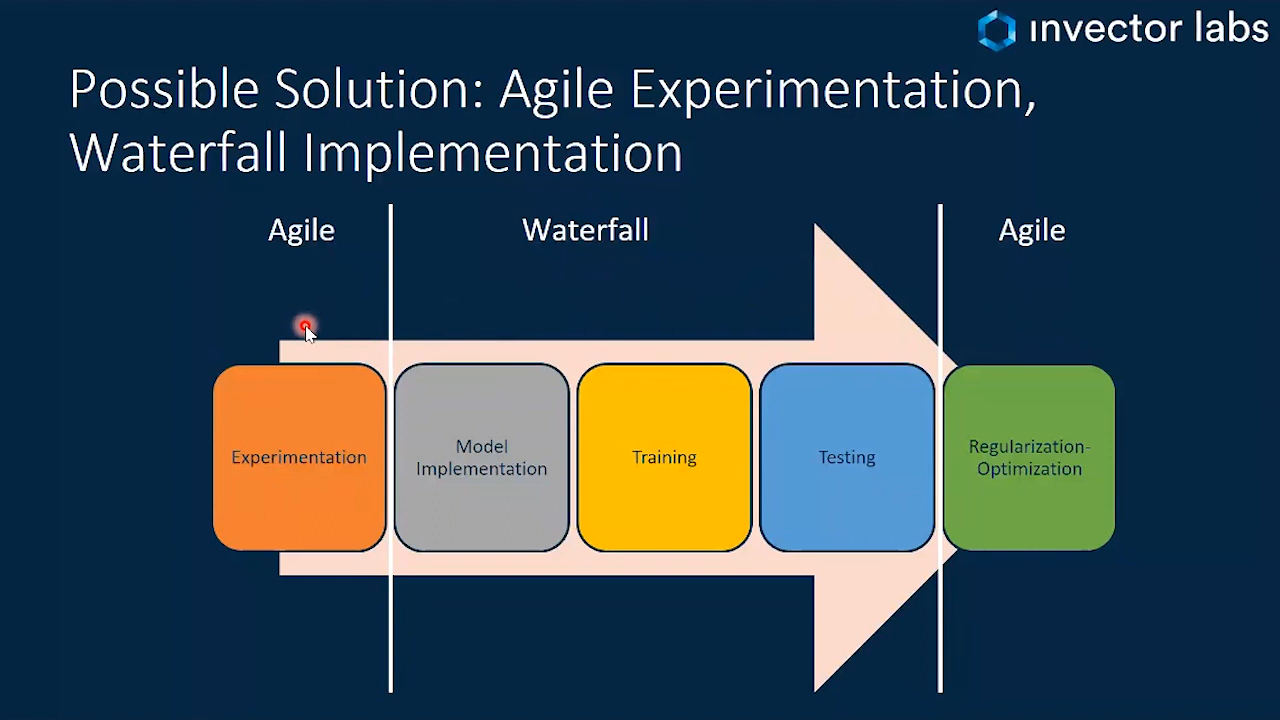 invector labs
Possible Solution: Agile Experimentation,
Waterfall Implementation
Agile
Waterfall
Agile
Experimentation
Model
Implementation
Training
Testing
Regularization-
Optimization